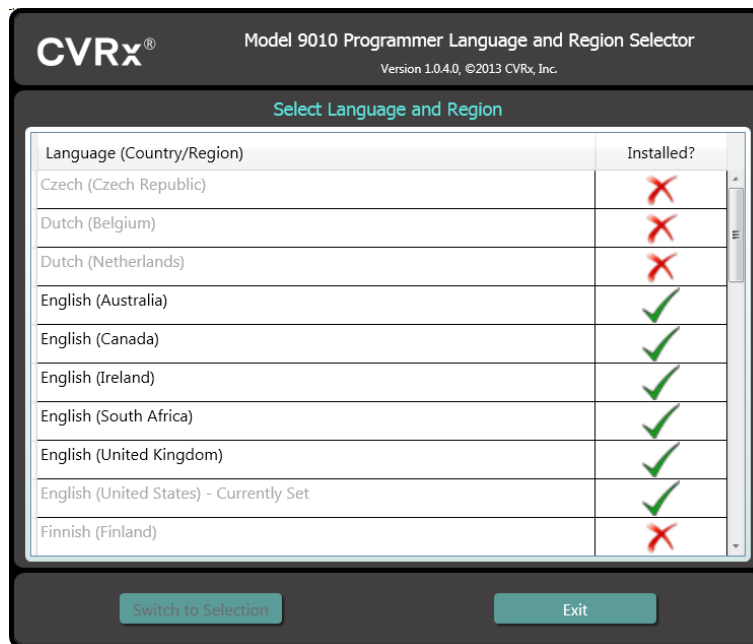 CVRx®
Model 9010 Programmer Language and Region Selector
Version 1.0.4.0, ©2013 CVRx, Inc.
Select Language and Region
Language (Country/Region) Installed?
Czech (Czech Republic)
Dutch (Belgium)
Dutch (Netherlands)
English (Australia)
English (Canada)
English (Ireland)
English (South Africa)
English (United Kingdom)
English (United States) - Currently Set
Finnish (Finland)
Switch to Selection Exit